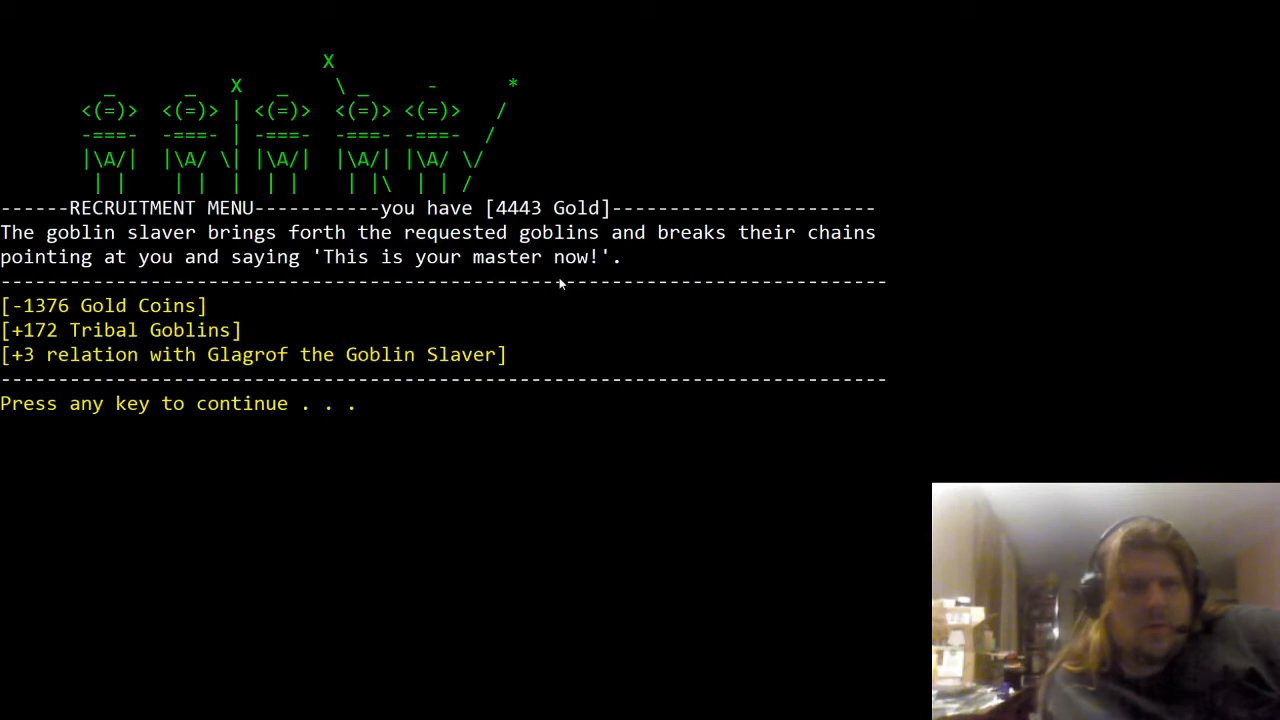 ------RECRUITMENT MENU-----------you have [4443 Gold]-----------------------
The goblin slaver brings forth the requested goblins and breaks their chains
pointing at you and saying 'This is your master now!'.
-----------------------------------------------------------------------------
[-1376 Gold Coins]
[+172 Tribal Goblins]
[+3 relation with Glagrof the Goblin Slaver]
-----------------------------------------------------------------------------
Press any key to continue . . .